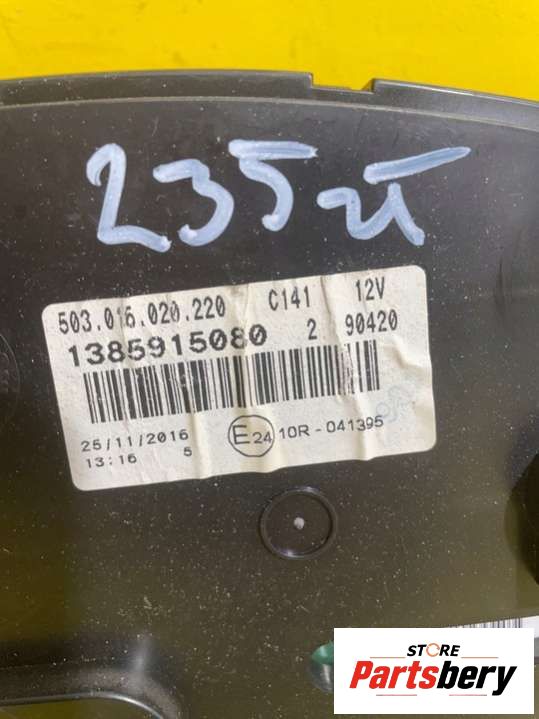 235й
503.016.020.220 C141 12V
1385915080 2 90420
25/11/2016 E24 10R-041395
13:16 5
STORE
Partsbery